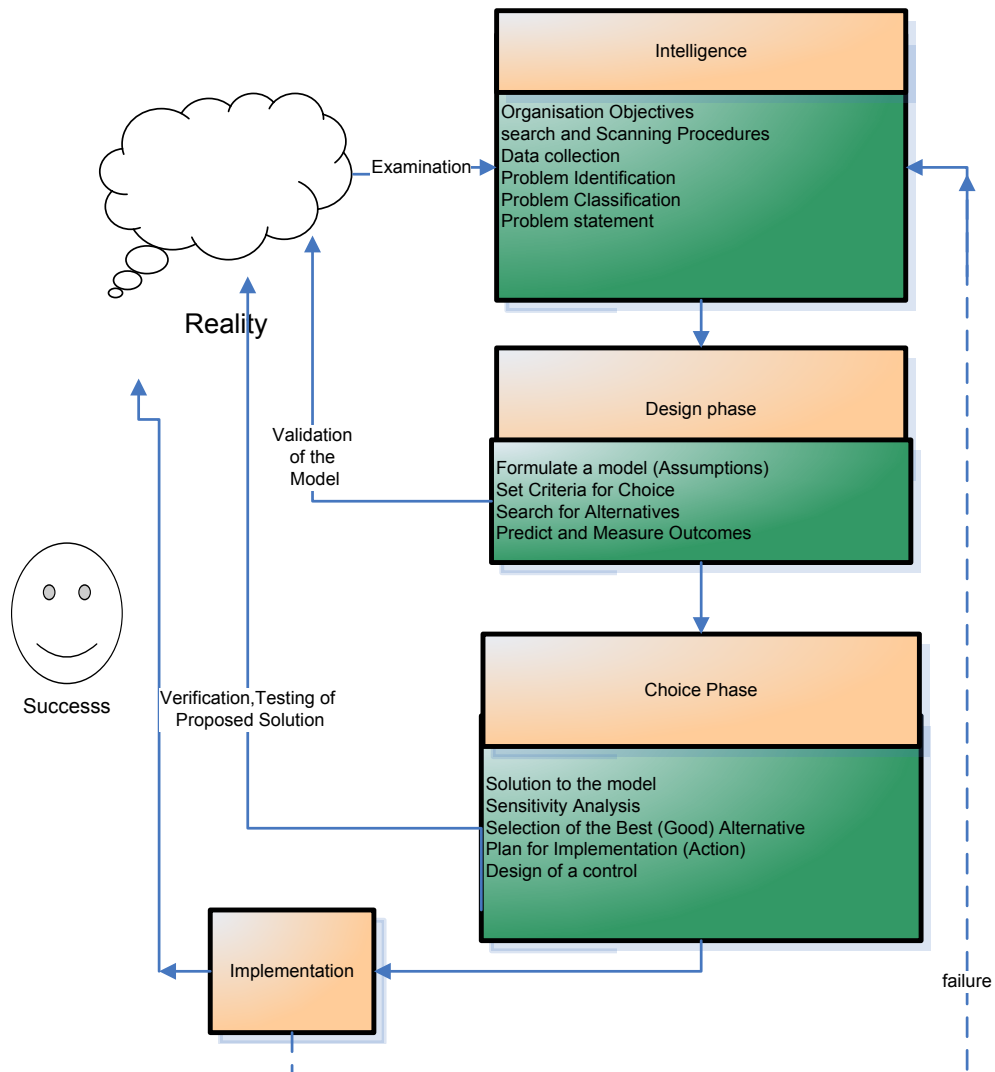 Intelligence
Organisation Objectives
search and Scanning Procedures
Data collection
Problem Identification
Problem Classification
Problem statement
Examination
Reality
Design phase
Formulate a model (Assumptions)
Set Criteria for Choice
Search for Alternatives
Predict and Measure Outcomes
Validation
of the
Model
Successs
Verification,Testing of
Proposed Solution
Choice Phase
Solution to the model
Sensitivity Analysis
Selection of the Best (Good) Alternative
Plan for Implementation (Action)
Design of a control
Implementation
failure